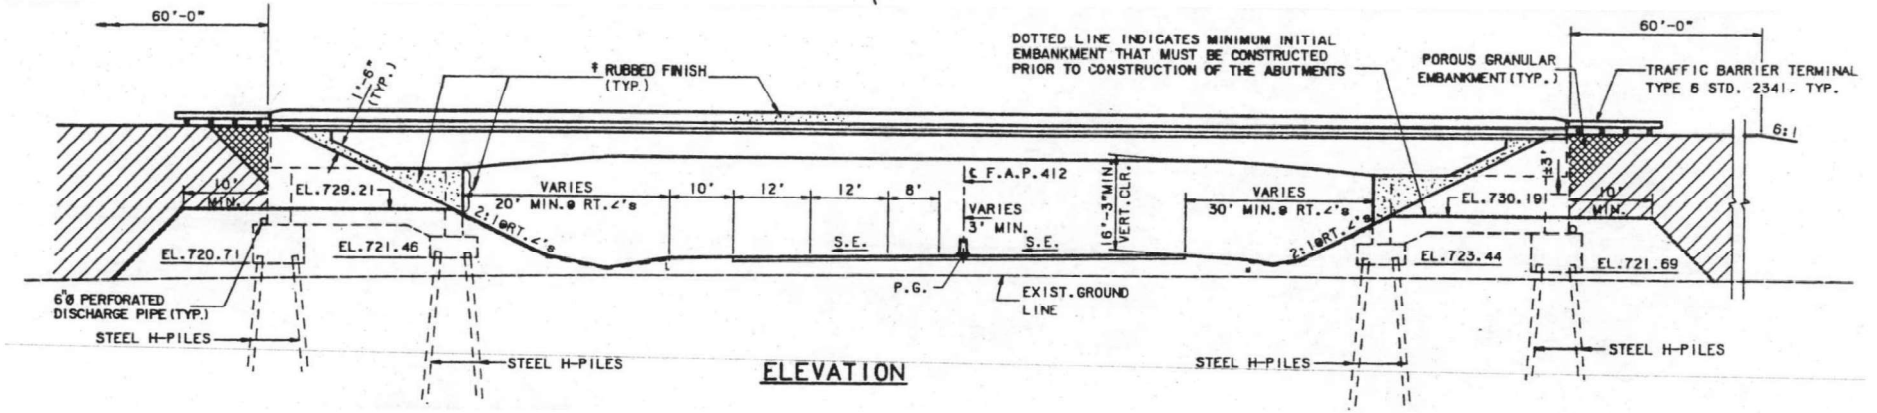 60'-0"
60'-0"
DOTTED LINE INDICATES MINIMUM INITIAL
EMBANKMENT THAT MUST BE CONSTRUCTED
PRIOR TO CONSTRUCTION OF THE ABUTMENTS
POROUS GRANULAR
EMBANKMENT (TYP.)
TRAFFIC BARRIER TERMINAL
TYPE 6 STD. 2341, TYP.
1'-6"
(TYP.)
* RUBBED FINISH
(TYP.)
6:1
±3'
10'
MIN.
EL.729.21
VARIES
20' MIN.@ RT.∠'s
10'
12'
12'
8'
℄ F.A.P.412
VARIES
3' MIN.
16'-3"MIN.
VERT.CLR.
VARIES
30' MIN.@ RT.∠'s
EL.730.191
10'
MIN.
2:1@RT.∠'s
2:1@RT.∠'s
S.E.
S.E.
EL.720.71
EL.721.46
EL.723.44
EL.721.69
P.G.
EXIST.GROUND
LINE
6"Ø PERFORATED
DISCHARGE PIPE (TYP.)
STEEL H-PILES
STEEL H-PILES
STEEL H-PILES
STEEL H-PILES
ELEVATION